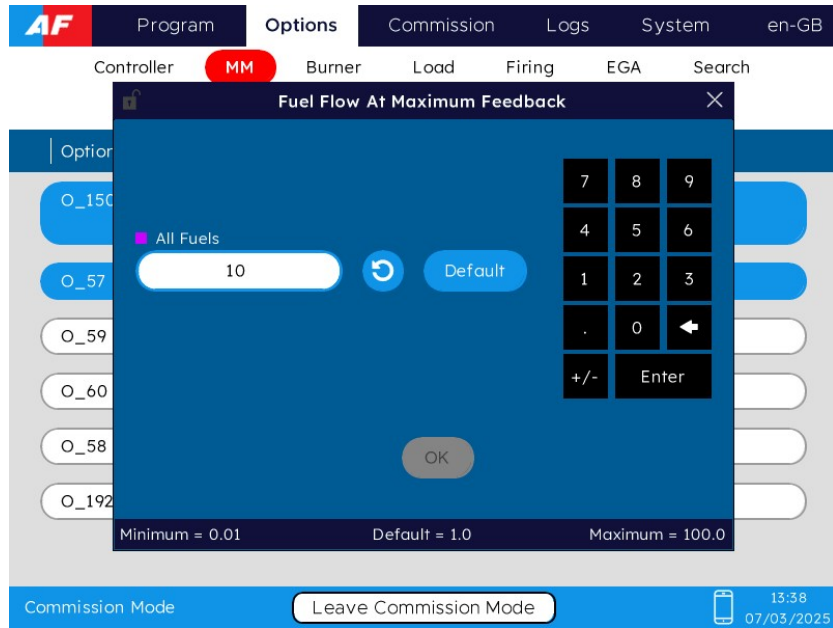 AF Program Options Commission Logs System en-GB
Controller MM Burner Load Firing EGA Search
Fuel Flow At Maximum Feedback
Option
O_150
All Fuels
10 Default
O_57
O_59
O_60
O_58
O_192
7 8 9
4 5 6
1 2 3
. 0
+/- Enter
OK
Minimum = 0.01 Default = 1.0 Maximum = 100.0
Commission Mode Leave Commission Mode 13:38
07/03/2025